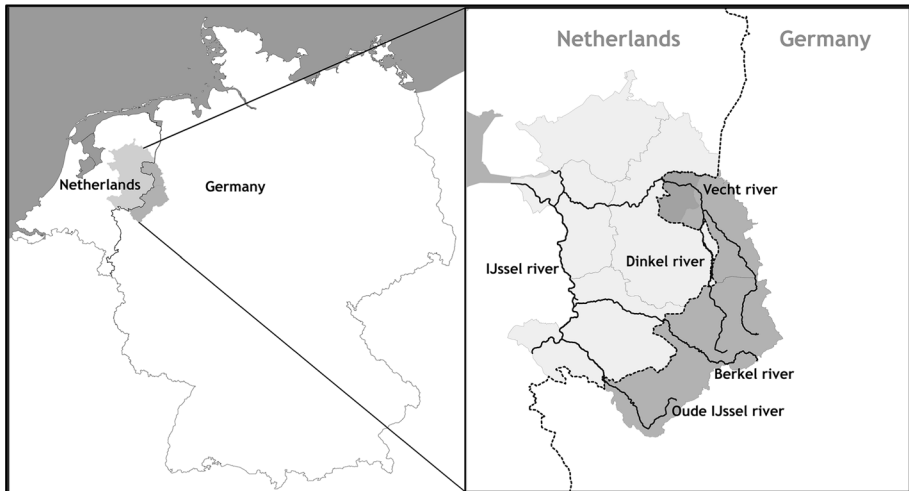 Netherlands
Germany
Netherlands
Germany
Vecht river
Dinkel river
IJssel river
Berkel river
Oude IJssel river